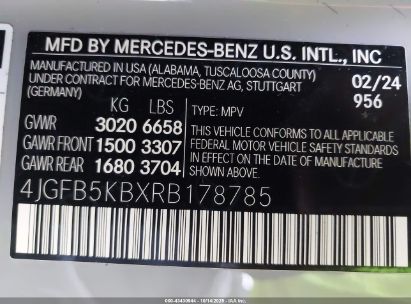 MFD BY MERCEDES-BENZ U.S. INTL., INC
MANUFACTURED IN USA (ALABAMA, TUSCALOOSA COUNTY)
UNDER CONTRACT FOR MERCEDES-BENZ AG, STUTTGART
(GERMANY)
02/24
956
KG LBS
GVWR 3020 6658
GAWR FRONT 1500 3307
GAWR REAR 1680 3704
TYPE: MPV
THIS VEHICLE CONFORMS TO ALL APPLICABLE
FEDERAL MOTOR VEHICLE SAFETY STANDARDS
IN EFFECT ON THE DATE OF MANUFACTURE
SHOWN ABOVE.
4JGFB5KBXRB178785